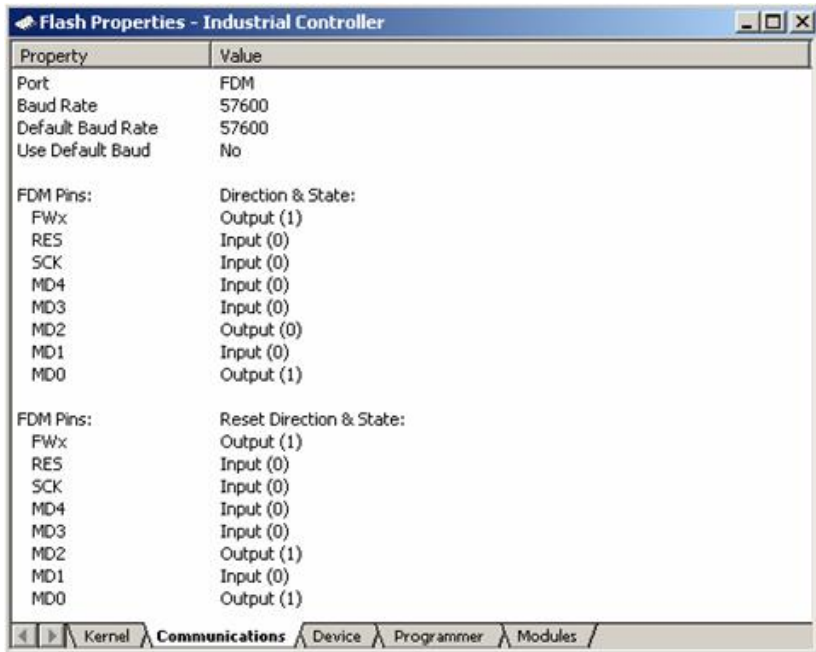 Flash Properties - Industrial Controller
Property Value
Port FDM
Baud Rate 57600
Default Baud Rate 57600
Use Default Baud No
FDM Pins: Direction & State:
FWx Output (1)
RES Input (0)
SCK Input (0)
MD4 Input (0)
MD3 Input (0)
MD2 Output (0)
MD1 Input (0)
MD0 Output (1)
FDM Pins: Reset Direction & State:
FWx Output (1)
RES Input (0)
SCK Input (0)
MD4 Input (0)
MD3 Input (0)
MD2 Output (1)
MD1 Input (0)
MD0 Output (1)
Kernel Communications Device Programmer Modules